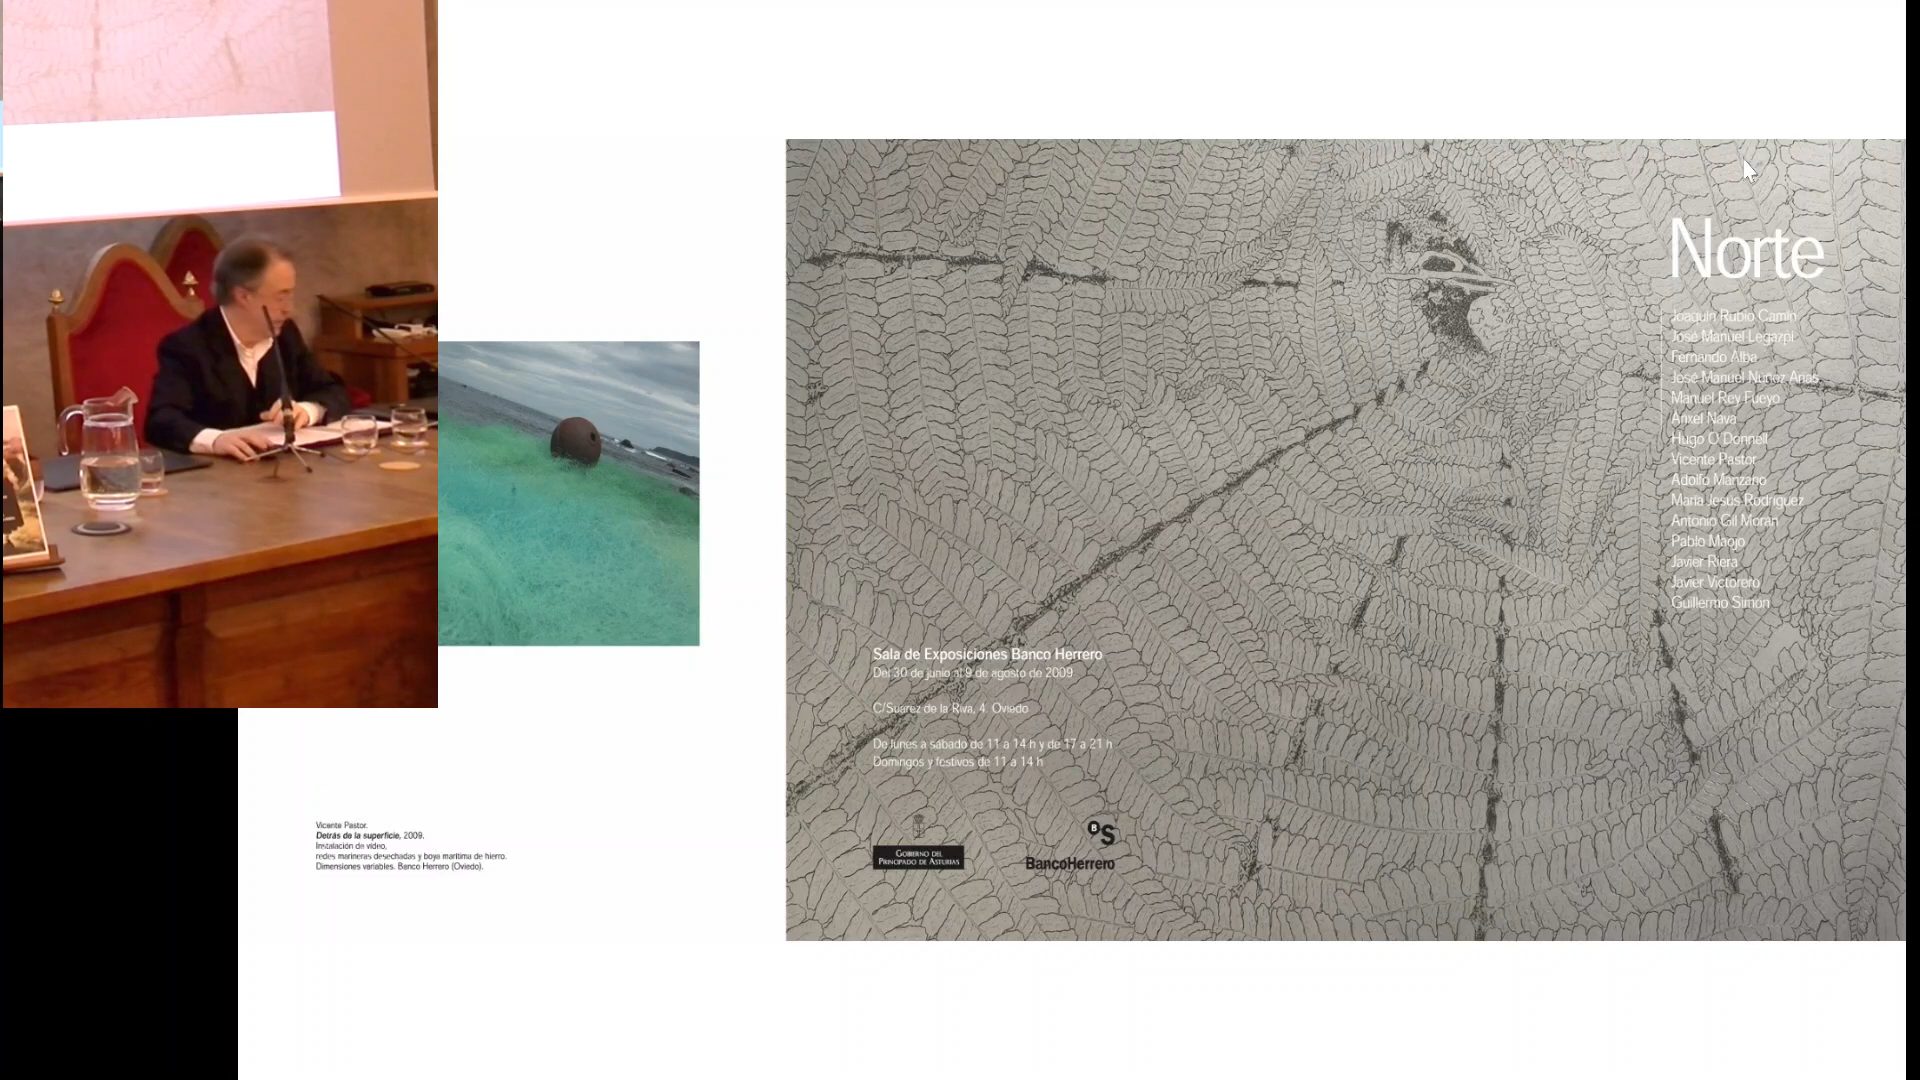 Norte
Joaquín Rubio Camín
José Manuel Legazpi
Fernando Alba
José Manuel Núñez Arias
Manuel Rey Fueyo
Anxel Nava
Hugo O'Donnell
Vicente Pastor
Adolfo Manzano
María Jesús Rodríguez
Antonio Gil Morán
Pablo Maojo
Javier Riera
Javier Victorero
Guillermo Simón
Sala de Exposiciones Banco Herrero
Del 30 de junio al 9 de agosto de 2009
C/Suárez de la Riva, 4. Oviedo
De lunes a sábado de 11 a 14 h y de 17 a 21 h
Domingos y festivos de 11 a 14 h
GOBIERNO DEL
PRINCIPADO DE ASTURIAS
BS
BancoHerrero
Vicente Pastor.
Detrás de la superficie, 2009.
Instalación de vídeo,
redes marineras desechadas y boya marítima de hierro.
Dimensiones variables. Banco Herrero (Oviedo).